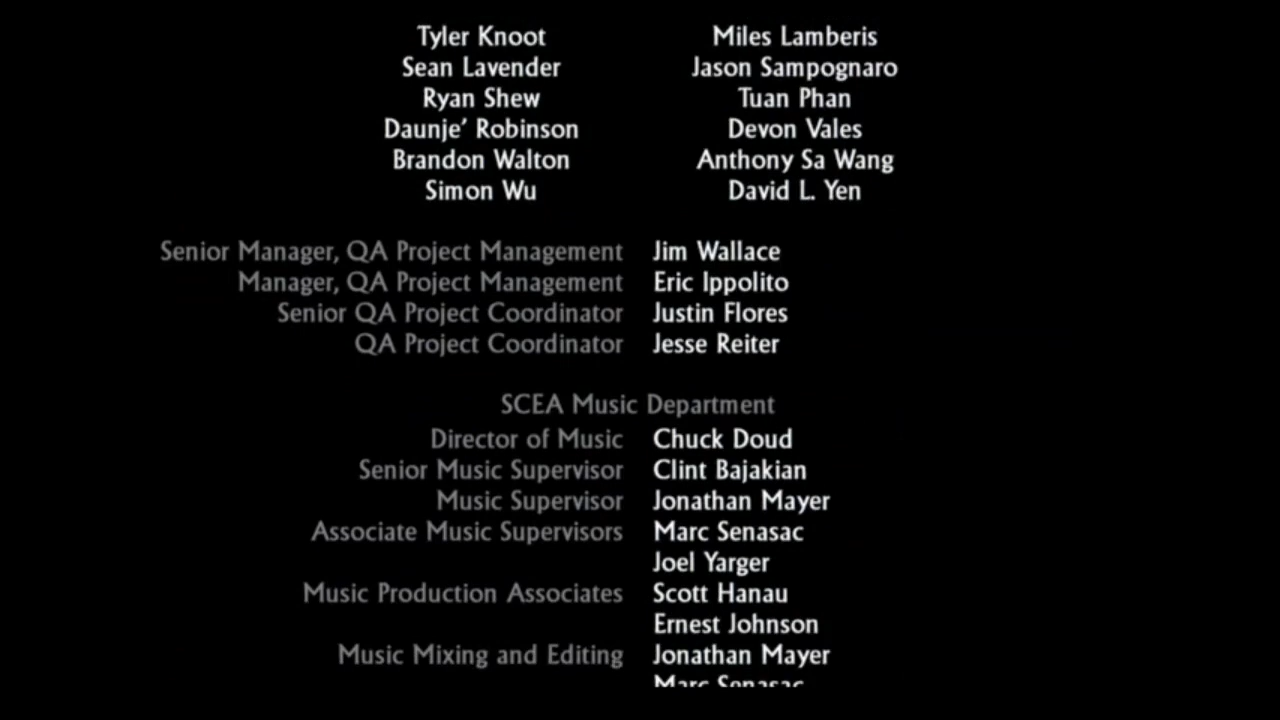 Tyler Knoot Miles Lamberis
Sean Lavender Jason Sampognaro
Ryan Shew Tuan Phan
Daunje’ Robinson Devon Vales
Brandon Walton Anthony Sa Wang
Simon Wu David L. Yen
Senior Manager, QA Project Management Jim Wallace
Manager, QA Project Management Eric Ippolito
Senior QA Project Coordinator Justin Flores
QA Project Coordinator Jesse Reiter
SCEA Music Department
Director of Music Chuck Doud
Senior Music Supervisor Clint Bajakian
Music Supervisor Jonathan Mayer
Associate Music Supervisors Marc Senasac
Joel Yarger
Music Production Associates Scott Hanau
Ernest Johnson
Music Mixing and Editing Jonathan Mayer
Marc Senasac